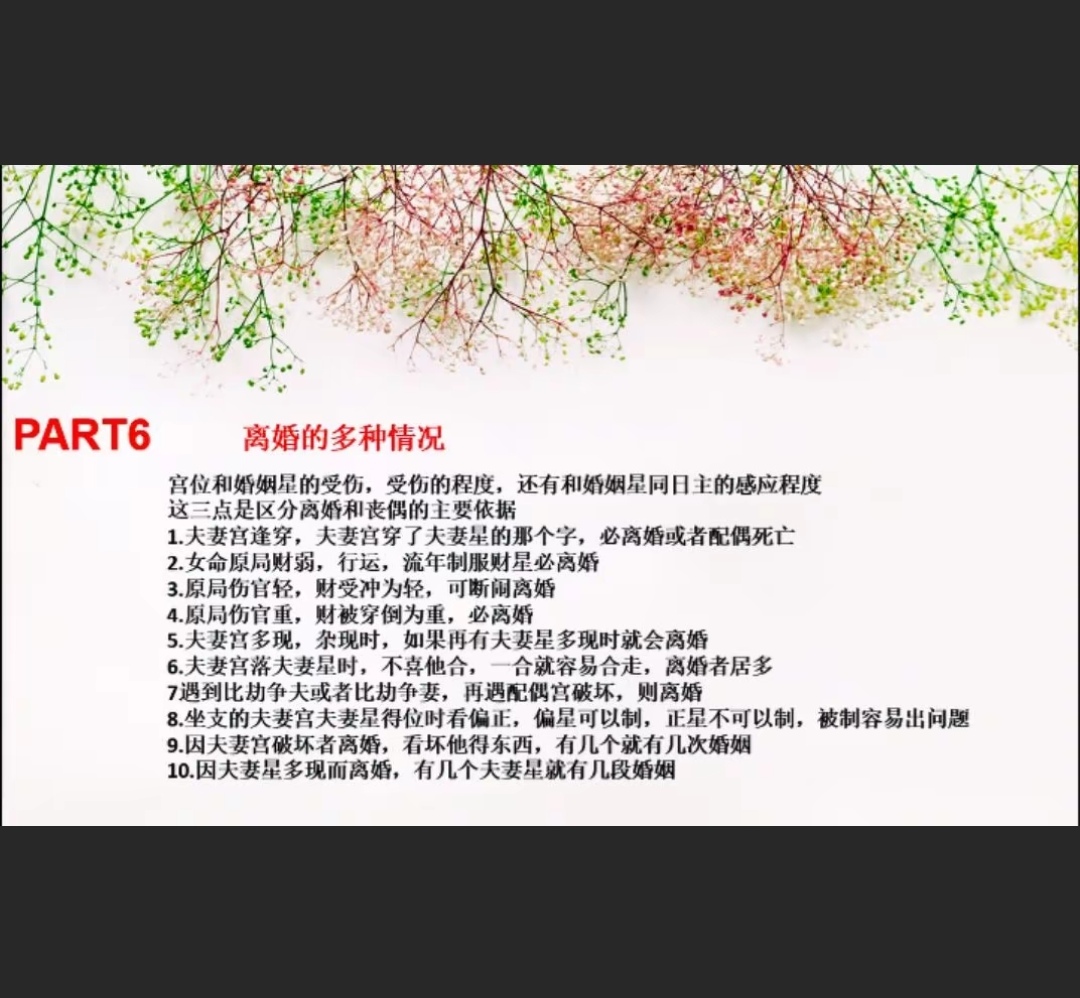 PART6 离婚的多种情况
宫位和婚姻星的受伤，受伤的程度，还有和婚姻星同日主的感应程度
这三点是区分离婚和丧偶的主要依据
1.夫妻宫逢穿，夫妻宫穿了夫妻星的那个字，必离婚或者配偶死亡
2.女命原局财弱，行运，流年制服财星必离婚
3.原局伤官轻，财受冲为轻，可断闹离婚
4.原局伤官重，财被穿倒为重，必离婚
5.夫妻宫多现，杂现时，如果再有夫妻星多现时就会离婚
6.夫妻宫落夫妻星时，不喜他合，一合就容易合走，离婚者居多
7遇到比劫争夫或者比劫争妻，再遇配偶宫破坏，则离婚
8.坐支的夫妻宫夫妻星得位时看偏正，偏星可以制，正星不可以制，被制容易出问题
9.因夫妻宫破坏者离婚，看坏他得东西，有几个就有几次婚姻
10.因夫妻星多现而离婚，有几个夫妻星就有几段婚姻